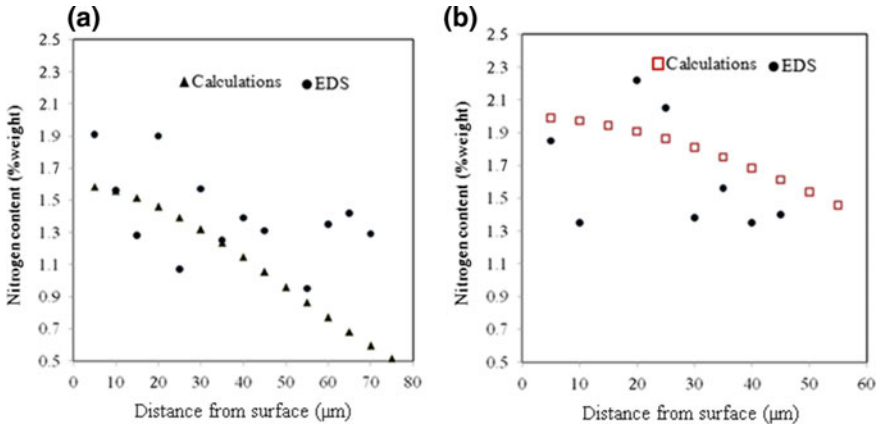 (a)
2.5
2.3
2.1
1.9
1.7
1.5
1.3
1.1
0.9
0.7
0.5
Nitrogen content (%weight)
Calculations
EDS
0 10 20 30 40 50 60 70 80
Distance from surface (μm)
(b)
2.5
2.3
2.1
1.9
1.7
1.5
1.3
1.1
0.9
0.7
0.5
Nitrogen content (%weight)
Calculations
EDS
0 10 20 30 40 50 60
Distance from surface (μm)